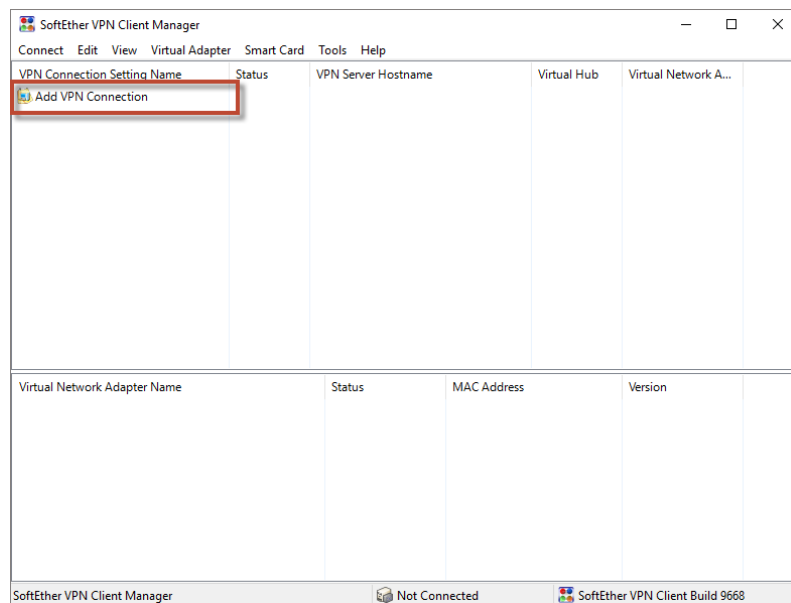 SoftEther VPN Client Manager
Connect Edit View Virtual Adapter Smart Card Tools Help
VPN Connection Setting Name Status VPN Server Hostname Virtual Hub Virtual Network A...
Add VPN Connection
Virtual Network Adapter Name Status MAC Address Version
SoftEther VPN Client Manager Not Connected SoftEther VPN Client Build 9668